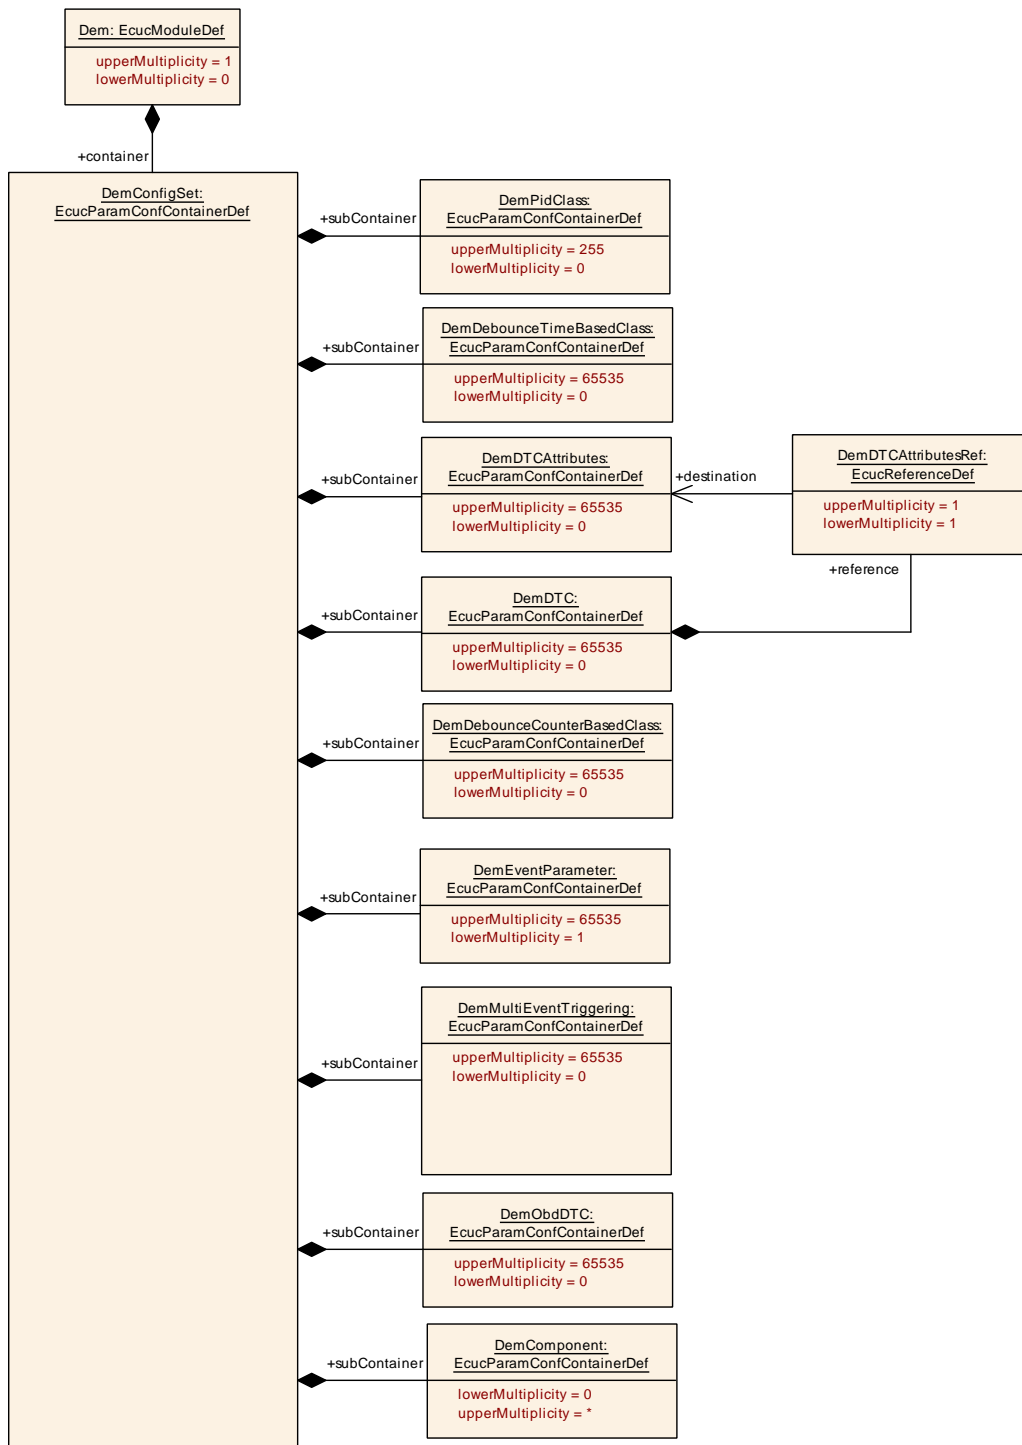 Dem: EcucModuleDef
upperMultiplicity = 1
lowerMultiplicity = 0
+container
DemConfigSet:
EcucParamConfContainerDef
+subContainer
DemPidClass:
EcucParamConfContainerDef
upperMultiplicity = 255
lowerMultiplicity = 0
+subContainer
DemDebounceTimeBasedClass:
EcucParamConfContainerDef
upperMultiplicity = 65535
lowerMultiplicity = 0
+subContainer
DemDTCAttributes:
EcucParamConfContainerDef
upperMultiplicity = 65535
lowerMultiplicity = 0
+destination
DemDTCAttributesRef:
EcucReferenceDef
upperMultiplicity = 1
lowerMultiplicity = 1
+reference
+subContainer
DemDTC:
EcucParamConfContainerDef
upperMultiplicity = 65535
lowerMultiplicity = 0
+subContainer
DemDebounceCounterBasedClass:
EcucParamConfContainerDef
upperMultiplicity = 65535
lowerMultiplicity = 0
+subContainer
DemEventParameter:
EcucParamConfContainerDef
upperMultiplicity = 65535
lowerMultiplicity = 1
+subContainer
DemMultiEventTriggering:
EcucParamConfContainerDef
upperMultiplicity = 65535
lowerMultiplicity = 0
+subContainer
DemObdDTC:
EcucParamConfContainerDef
upperMultiplicity = 65535
lowerMultiplicity = 0
+subContainer
DemComponent:
EcucParamConfContainerDef
lowerMultiplicity = 0
upperMultiplicity = *